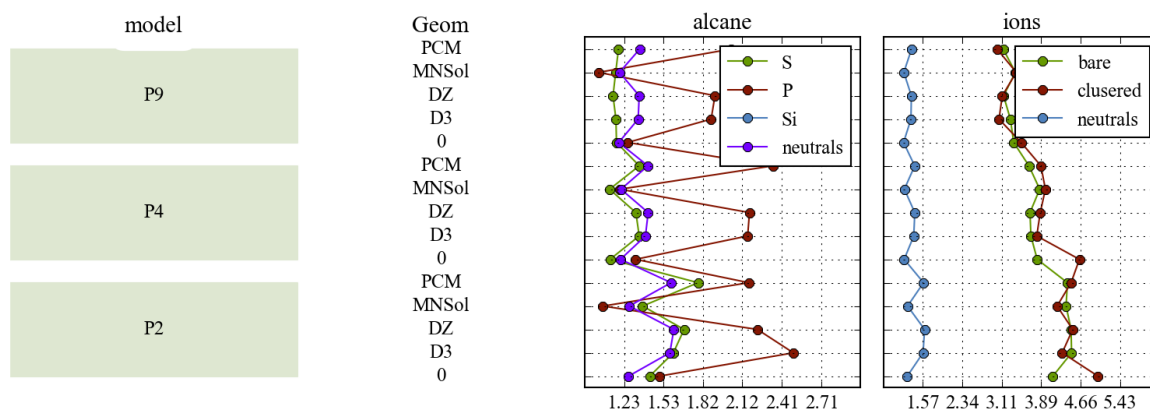 model Geom alcane ions
PCM
MNSol
P9 DZ
D3
0
PCM
MNSol
P4 DZ
D3
0
PCM
MNSol
P2 DZ
D3
0
S
P
Si
neutrals
bare
clusered
neutrals
1.23 1.53 1.82 2.12 2.41 2.71
1.57 2.34 3.11 3.89 4.66 5.43